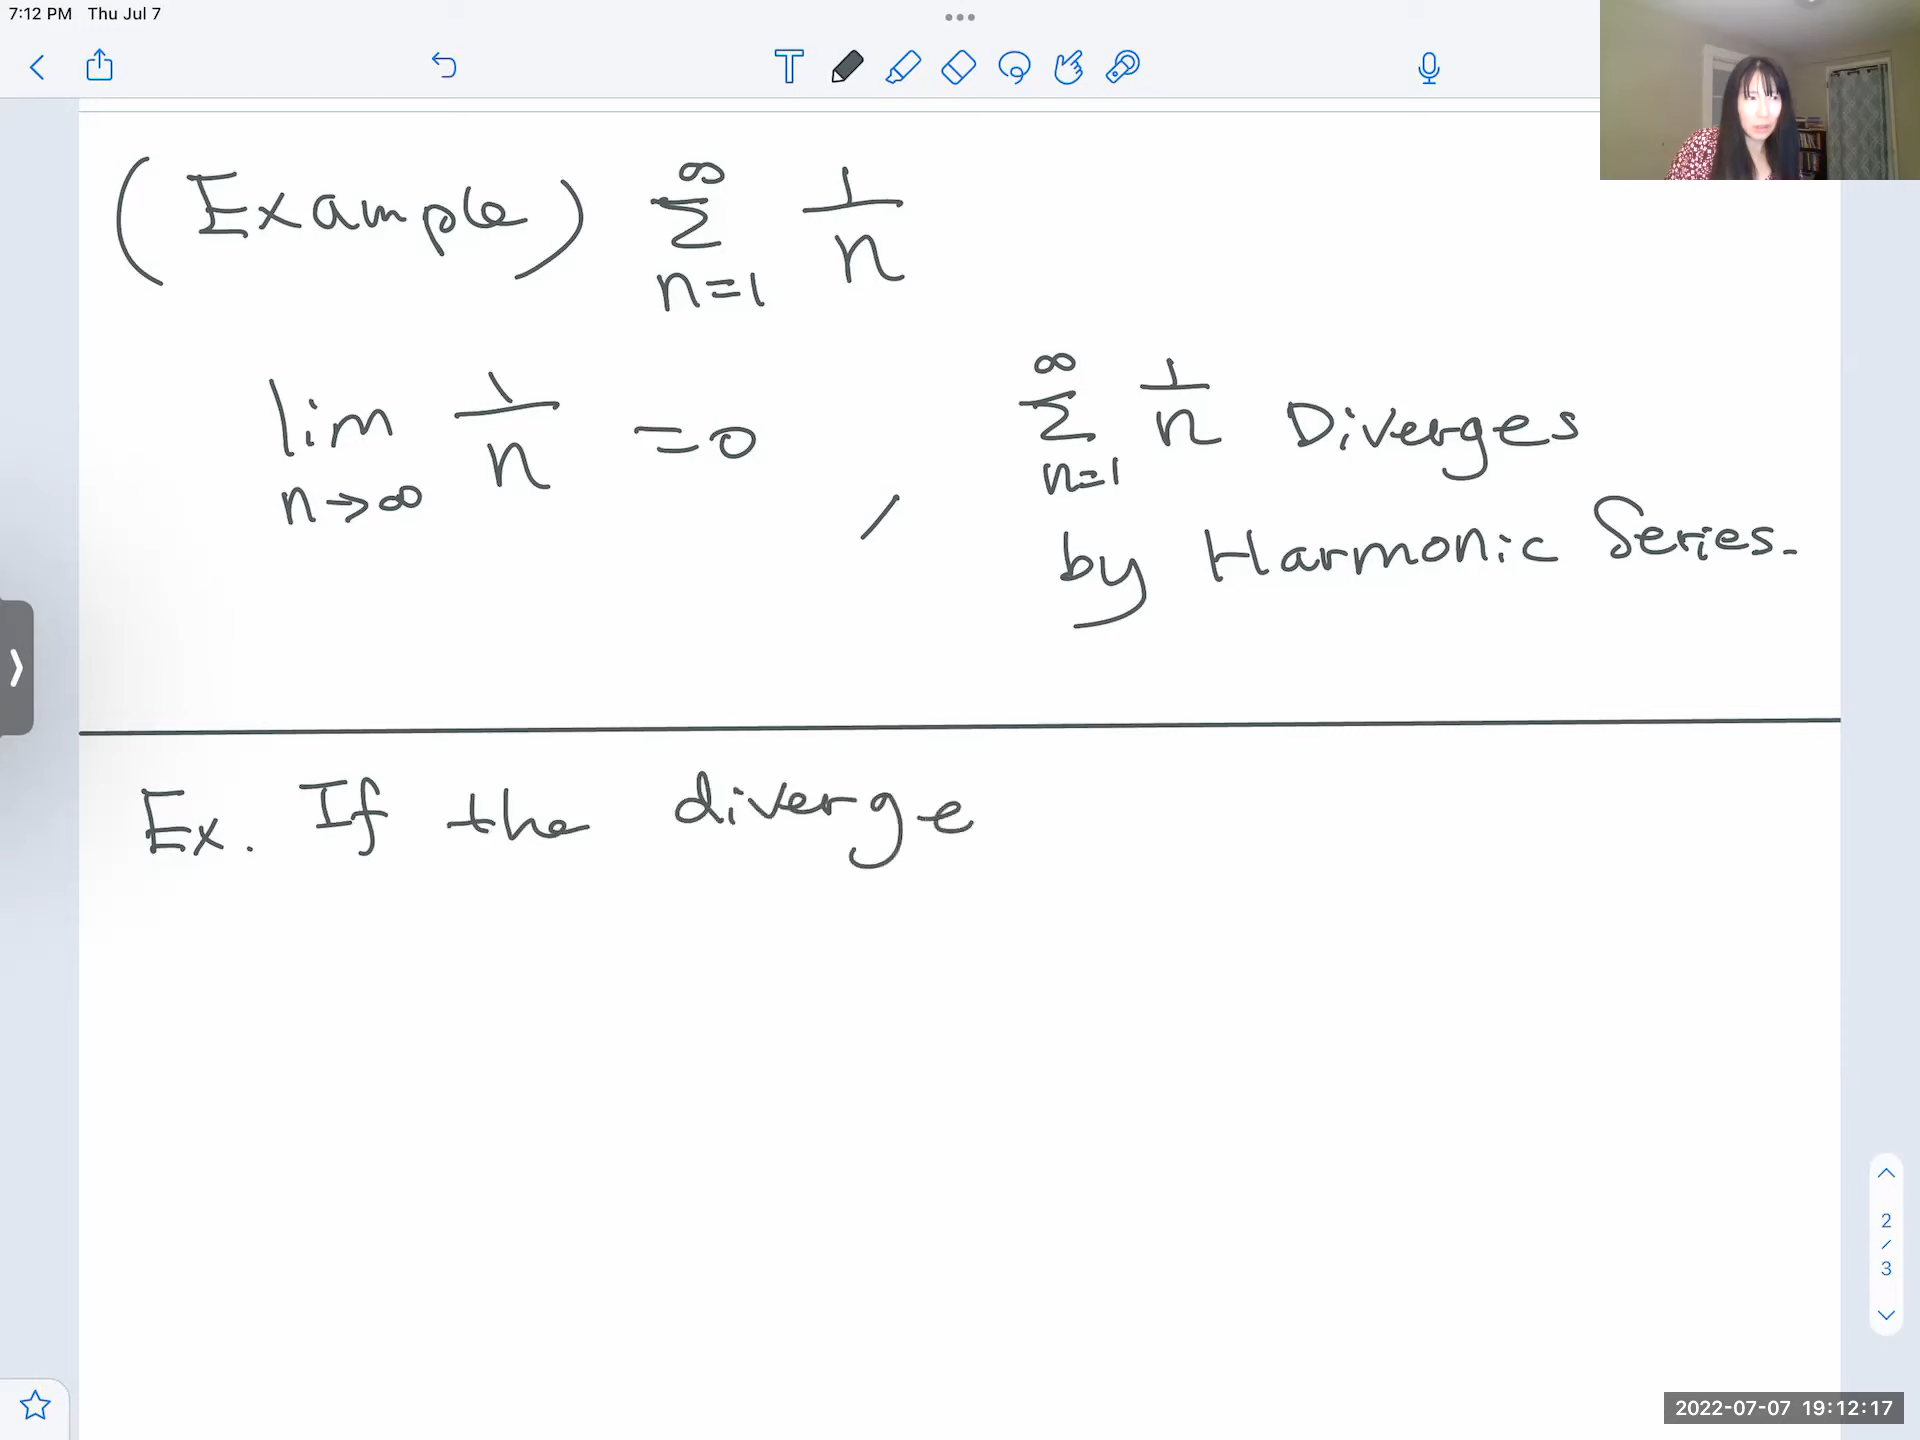 7:12 PM Thu Jul 7
(Example) ∞ Σ n=1 1/n
lim n→∞ 1/n =0 , ∞ Σ n=1 1/n Diverges
by Harmonic Series.
Ex. If the diverge
2
/
3
2022-07-07 19:12:17